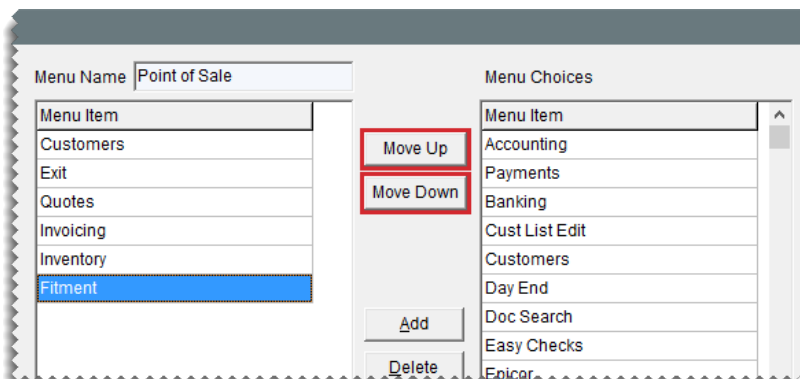 Menu Name Point of Sale
Menu Choices
Menu Item
Customers
Exit
Quotes
Invoicing
Inventory
Fitment
Move Up
Move Down
Add
Delete
Menu Item
Accounting
Payments
Banking
Cust List Edit
Customers
Day End
Doc Search
Easy Checks
Epicor